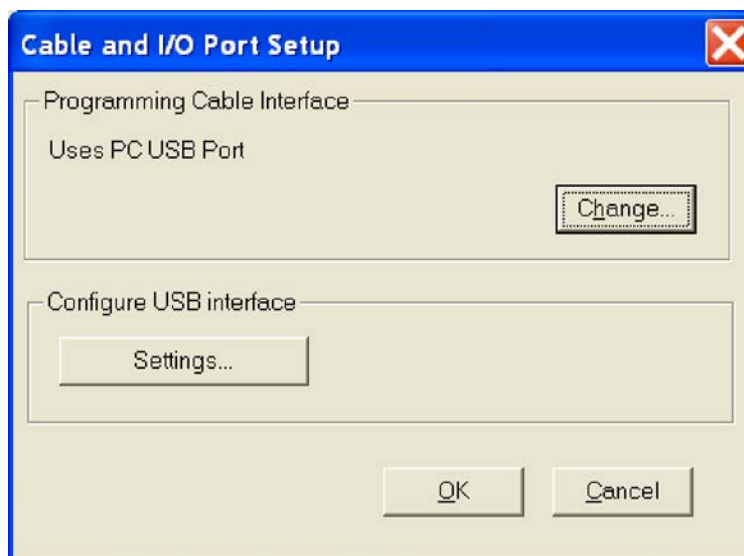 Cable and I/O Port Setup
Programming Cable Interface
Uses PC USB Port
Change...
Configure USB interface
Settings...
OK
Cancel